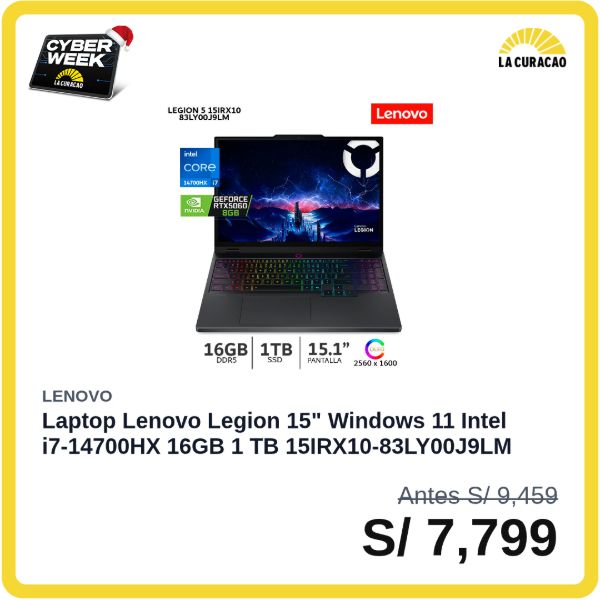 CYBER
WEEK
LA CURACAO
LA CURACAO
LEGION 5 15IRX10
83LY00J9LM
Lenovo
intel
CORE
14700HX i7
NVIDIA
GEFORCE
RTX5060
8GB
LEGION
16GB
DDR5
1TB
SSD
15.1”
PANTALLA
OLED
2560 x 1600
LENOVO
Laptop Lenovo Legion 15" Windows 11 Intel
i7-14700HX 16GB 1 TB 15IRX10-83LY00J9LM
Antes S/ 9,459
S/ 7,799